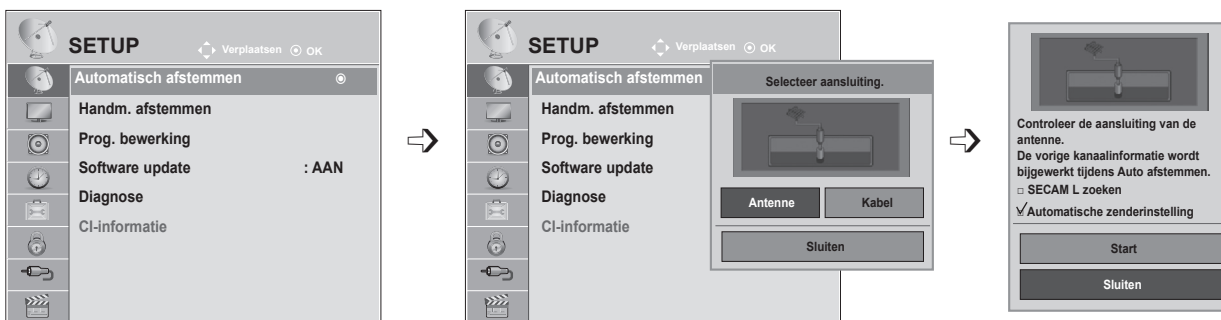 SETUP
Verplaatsen OK
Automatisch afstemmen
Handm. afstemmen
Prog. bewerking
Software update : AAN
Diagnose
CI-informatie
SETUP
Verplaatsen OK
Automatisch afstemmen
Handm. afstemmen
Prog. bewerking
Software update
Diagnose
CI-informatie
Selecteer aansluiting.
Antenne Kabel
Sluiten
Controleer de aansluiting van de
antenne.
De vorige kanaalinformatie wordt
bijgewerkt tijdens Auto afstemmen.
□ SECAM L zoeken
Automatische zenderinstelling
Start
Sluiten